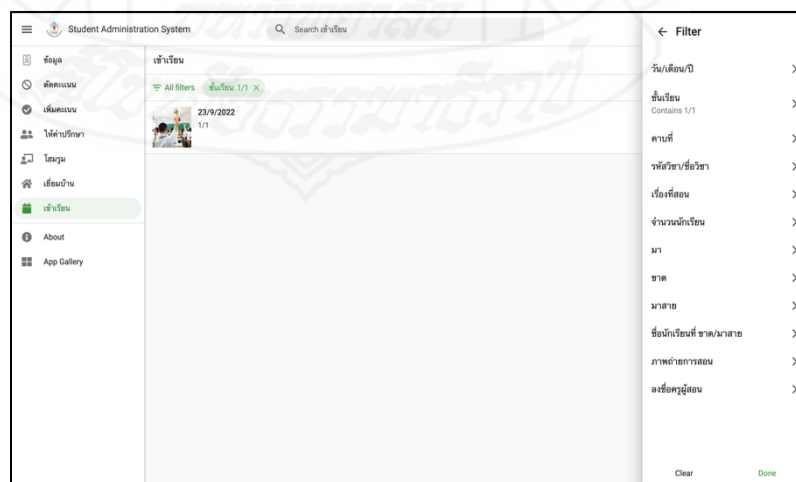 Student Administration System
Search เข้าเรียน
ข้อมูล
ตัดคะแนน
เพิ่มคะแนน
ให้คำปรึกษา
โฮมรูม
เยี่ยมบ้าน
เข้าเรียน
About
App Gallery
เข้าเรียน
All filters ชั้นเรียน: 1/1 ×
23/9/2022
1/1
Filter
วัน/เดือน/ปี
ชั้นเรียน
Contains 1/1
คาบที่
รหัสวิชา/ชื่อวิชา
เรื่องที่สอน
จำนวนนักเรียน
มา
ขาด
มาสาย
ชื่อนักเรียนที่ ขาด/มาสาย
ภาพถ่ายการสอน
ลงชื่อครูผู้สอน
Clear Done